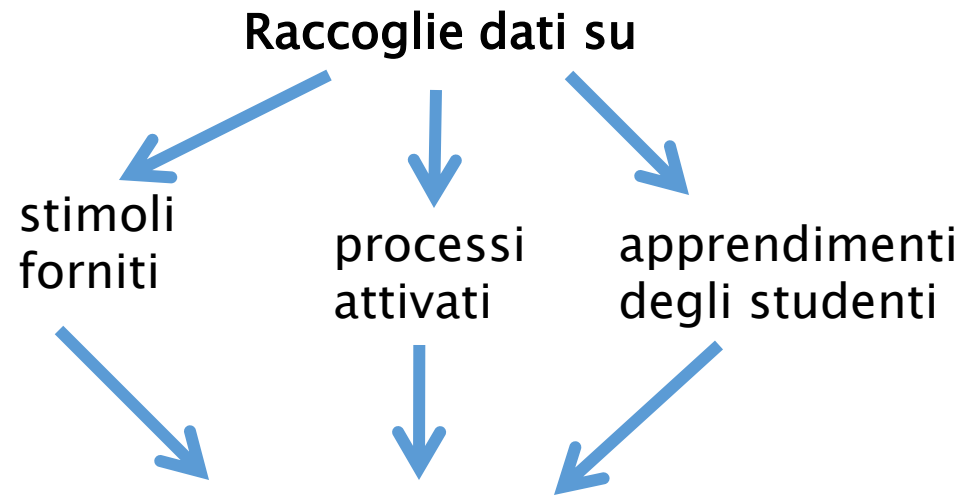 Raccoglie dati su
stimoli
forniti
processi
attivati
apprendimenti
degli studenti